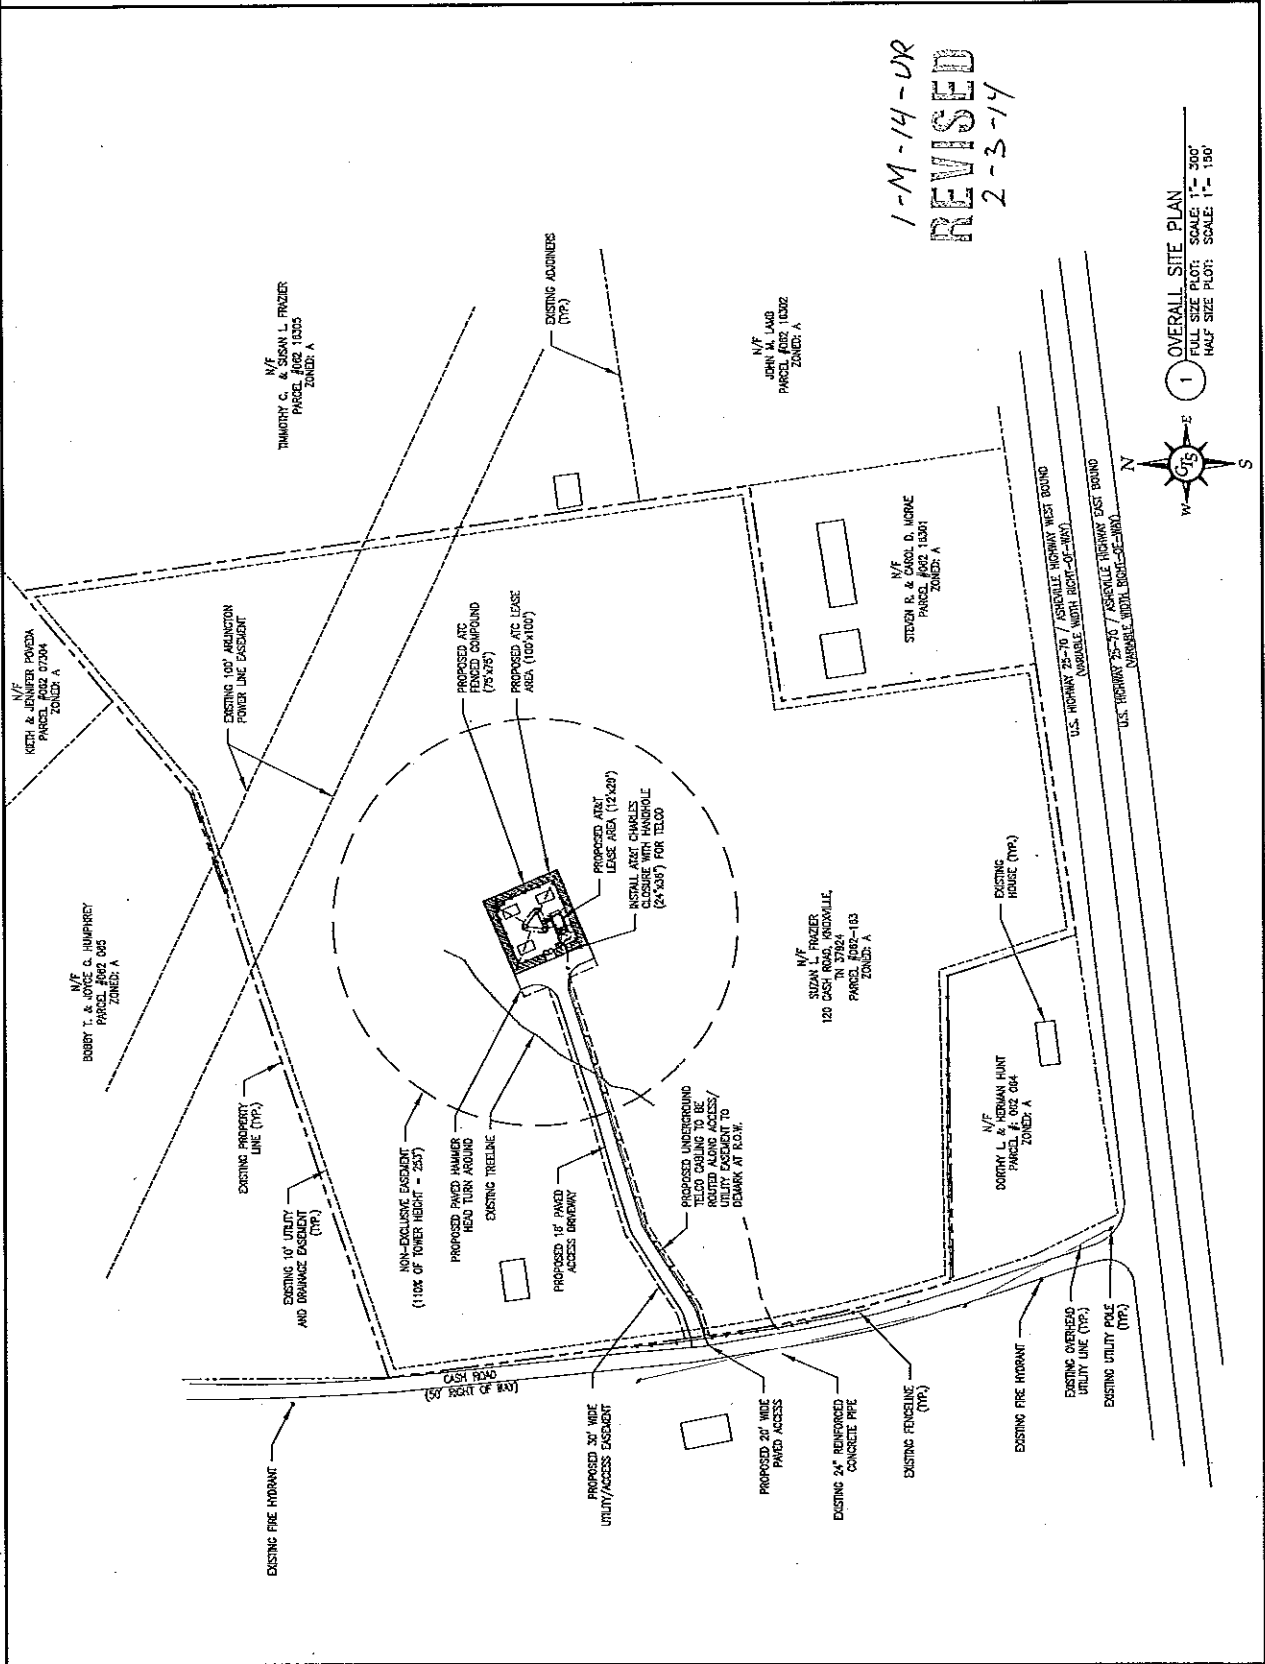 1-M-14-UR
REVISED
2-3-14
N/F
KEITH & JENNIFER POVEDA
PARCEL #062 07304
ZONED: A
N/F
TIMMOTHY C. & SUSAN L. FRAZIER
PARCEL #062 16305
ZONED: A
N/F
BOBBY T. & JOYCE G. HUMPHREY
PARCEL #062 065
ZONED: A
EXISTING 100' ARLINGTON
POWER LINE EASEMENT
EXISTING ADJOINERS
(TYP.)
N/F
JOHN M. LAMB
PARCEL #062 16302
ZONED: A
EXISTING PROPERTY
LINE (TYP.)
EXISTING 10' UTILITY
AND DRAINAGE EASEMENT
(TYP.)
PROPOSED ATC
FENCED COMPOUND
(75'x75')
PROPOSED ATC LEASE
AREA (100'x100')
PROPOSED AT&T
LEASE AREA (12'x20')
INSTALL AT&T CHARLES
CLOSURE WITH HANDHOLE
(24"x36") FOR TELCO
N/F
STEVEN R. & CAROL D. MCRAE
PARCEL #062 16301
ZONED: A
NON-EXCLUSIVE EASEMENT
(110% OF TOWER HEIGHT = 253')
PROPOSED PAVED HAMMER
HEAD TURN AROUND
EXISTING TREELINE
PROPOSED 16' PAVED
ACCESS DRIVEWAY
PROPOSED UNDERGROUND
TELCO CABLING TO BE
ROUTED ALONG ACCESS/
UTILITY EASEMENT TO
DEMARK AT R.O.W.
N/F
SUZAN L. FRAZIER
120 CASH ROAD, KNOXVILLE,
TN 37924
PARCEL #062-163
ZONED: A
EXISTING
HOUSE (TYP.)
N/F
DORTHY L. & HERMAN HUNT
PARCEL #: 062 064
ZONED: A
EXISTING FIRE HYDRANT
CASH ROAD
(50' RIGHT OF WAY)
PROPOSED 30' WIDE
UTILITY/ACCESS EASEMENT
PROPOSED 20' WIDE
PAVED ACCESS
EXISTING 24" REINFORCED
CONCRETE PIPE
EXISTING FENCELINE
(TYP.)
EXISTING FIRE HYDRANT
EXISTING OVERHEAD
UTILITY LINE (TYP.)
EXISTING UTILITY POLE
(TYP.)
U.S. HIGHWAY 25-70 / ASHEVILLE HIGHWAY WEST BOUND
(VARIABLE WIDTH RIGHT-OF-WAY)
U.S. HIGHWAY 25-70 / ASHEVILLE HIGHWAY EAST BOUND
(VARIABLE WIDTH RIGHT-OF-WAY)
N
W
E
S
GTS
1
OVERALL SITE PLAN
FULL SIZE PLOT: SCALE: 1"= 300'
HALF SIZE PLOT: SCALE: 1"= 150'